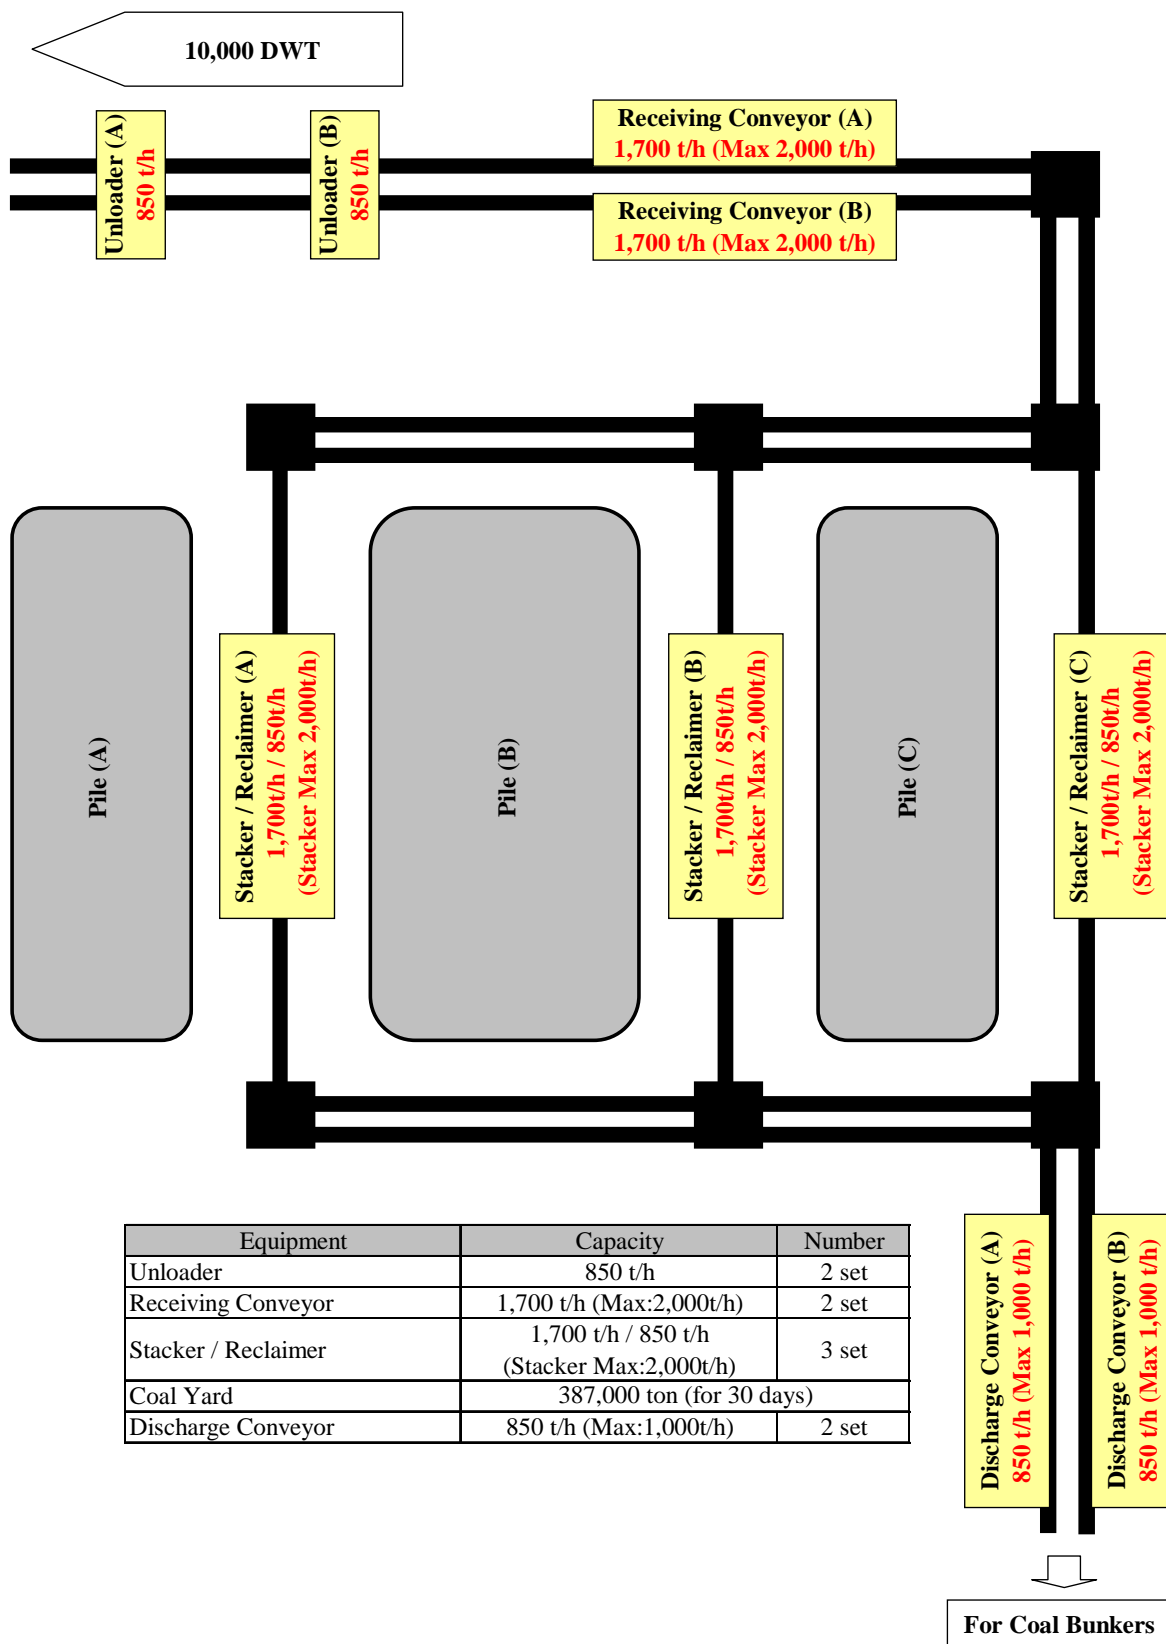 10,000 DWT
Unloader (A)
850 t/h
Unloader (B)
850 t/h
Receiving Conveyor (A)
1,700 t/h (Max 2,000 t/h)
Receiving Conveyor (B)
1,700 t/h (Max 2,000 t/h)
Pile (A)
Stacker / Reclaimer (A)
1,700t/h / 850t/h
(Stacker Max 2,000t/h)
Pile (B)
Stacker / Reclaimer (B)
1,700t/h / 850t/h
(Stacker Max 2,000t/h)
Pile (C)
Stacker / Reclaimer (C)
1,700t/h / 850t/h
(Stacker Max 2,000t/h)
Equipment Capacity Number
Unloader 850 t/h 2 set
Receiving Conveyor 1,700 t/h (Max:2,000t/h) 2 set
Stacker / Reclaimer 1,700 t/h / 850 t/h 3 set
(Stacker Max:2,000t/h)
Coal Yard 387,000 ton (for 30 days)
Discharge Conveyor 850 t/h (Max:1,000t/h) 2 set
Discharge Conveyor (A)
850 t/h (Max 1,000 t/h)
Discharge Conveyor (B)
850 t/h (Max 1,000 t/h)
For Coal Bunkers